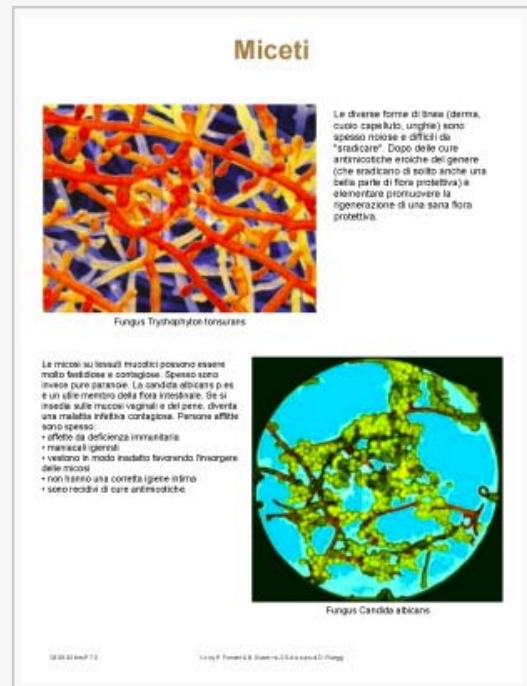 Miceti
Le diverse forme di tinea (derma,
cuoio capelluto, unghie) sono
spesso noiose e difficili da
"sradicare". Dopo delle cure
antimicotiche eroiche del genere
(che sradicano di solito anche una
bella parte di flora protettiva) è
elementare promuovere la
rigenerazione di una sana flora
protettiva.
Fungus Trychophyton tonsurans
Le micosi su tessuti mucotici possono essere
molto fastidiose e contagiose. Spesso sono
invece pure paranoie. La candida albicans p.es.
è un utile membro della flora intestinale. Se si
insedia sulle mucosi vaginali e del pene, diventa
una malattia infettiva contagiosa. Persone afflitte
sono spesso:
• affette da deficienza immunitaria
• maniacali igienisti
• vestono in modo inadatto favorendo l'insorgere
delle micosi
• non hanno una corretta igiene intima
• sono recidivi di cure antimicotiche.
Fungus Candida albicans